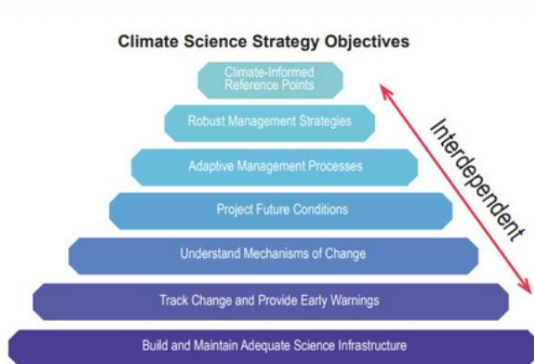 Climate Science Strategy Objectives
Climate-Informed
Reference Points
Robust Management Strategies
Adaptive Management Processes
Project Future Conditions
Understand Mechanisms of Change
Track Change and Provide Early Warnings
Build and Maintain Adequate Science Infrastructure
Interdependent